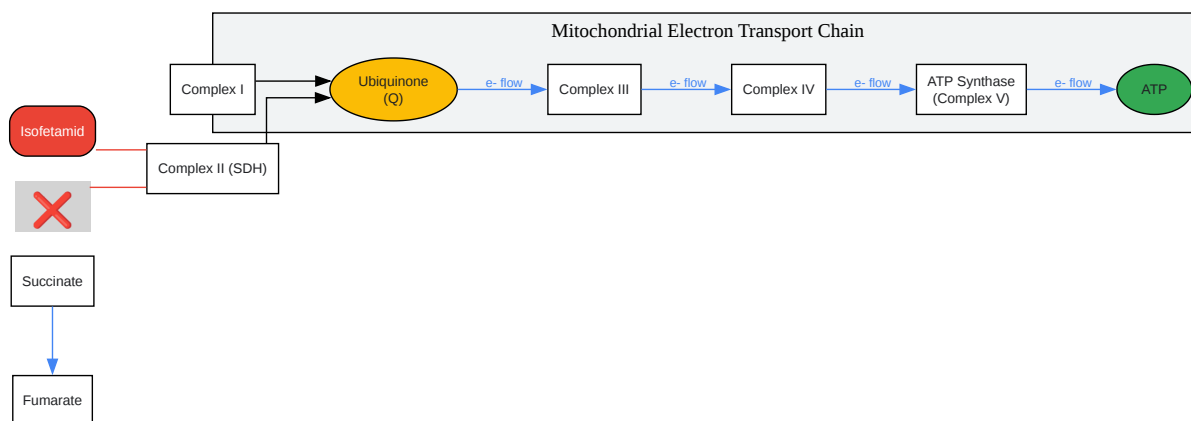 Mitochondrial Electron Transport Chain
Complex I
Ubiquinone
(Q)
e- flow
Complex III
e- flow
Complex IV
e- flow
ATP Synthase
(Complex V)
e- flow
ATP
Isofetamid
Complex II (SDH)
Succinate
Fumarate